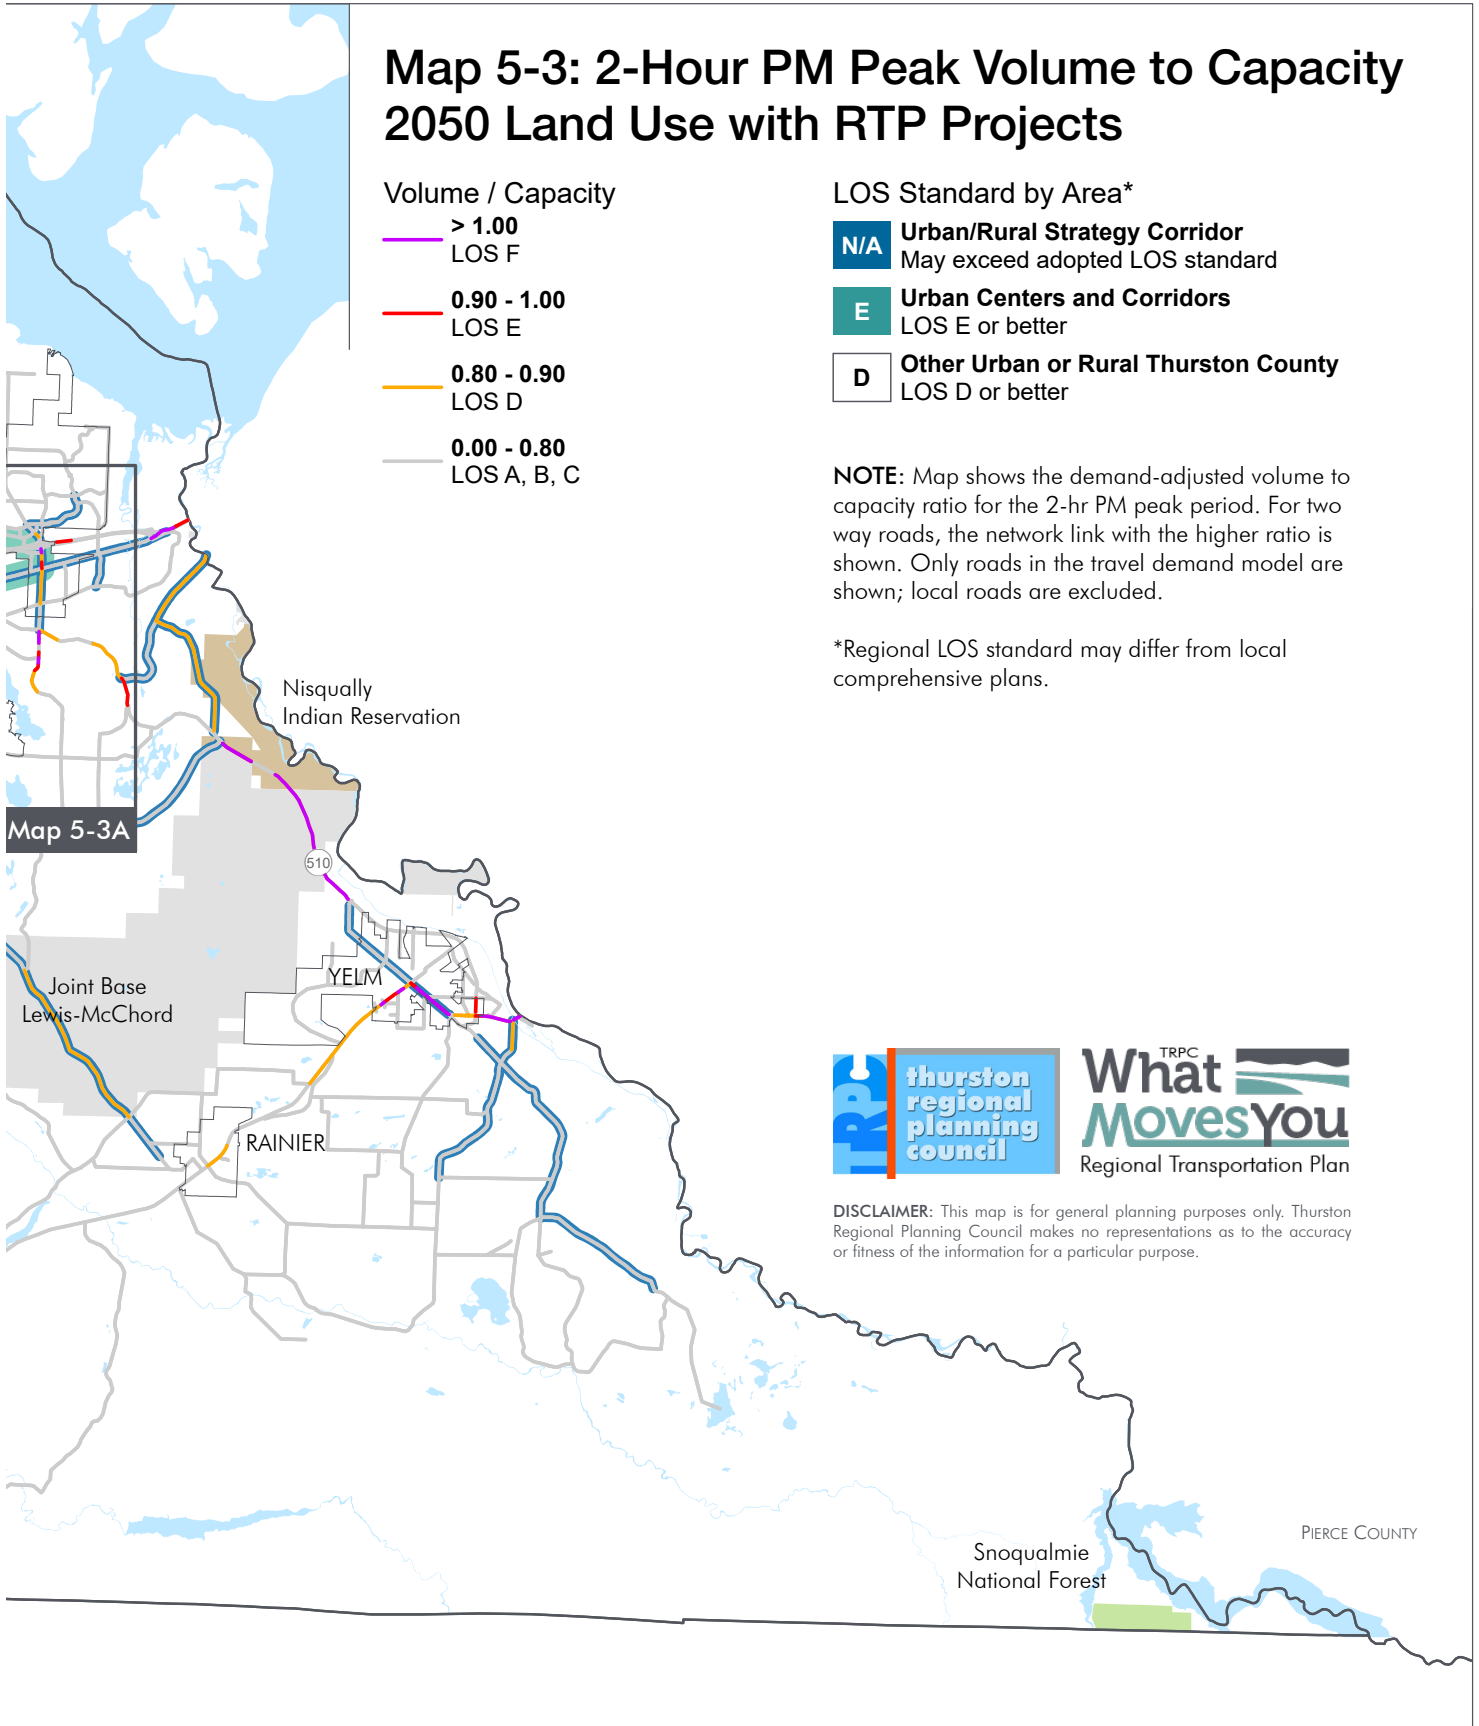 Map 5-3: 2-Hour PM Peak Volume to Capacity
2050 Land Use with RTP Projects
Volume / Capacity
> 1.00
LOS F
0.90 - 1.00
LOS E
0.80 - 0.90
LOS D
0.00 - 0.80
LOS A, B, C
LOS Standard by Area*
N/A
Urban/Rural Strategy Corridor
May exceed adopted LOS standard
E
Urban Centers and Corridors
LOS E or better
D
Other Urban or Rural Thurston County
LOS D or better
NOTE: Map shows the demand-adjusted volume to
capacity ratio for the 2-hr PM peak period. For two
way roads, the network link with the higher ratio is
shown. Only roads in the travel demand model are
shown; local roads are excluded.
*Regional LOS standard may differ from local
comprehensive plans.
Nisqually
Indian Reservation
Map 5-3A
510
YELM
Joint Base
Lewis-McChord
RAINIER
TRPC
thurston
regional
planning
council
TRPC
What
MovesYou
Regional Transportation Plan
DISCLAIMER: This map is for general planning purposes only. Thurston
Regional Planning Council makes no representations as to the accuracy
or fitness of the information for a particular purpose.
PIERCE COUNTY
Snoqualmie
National Forest